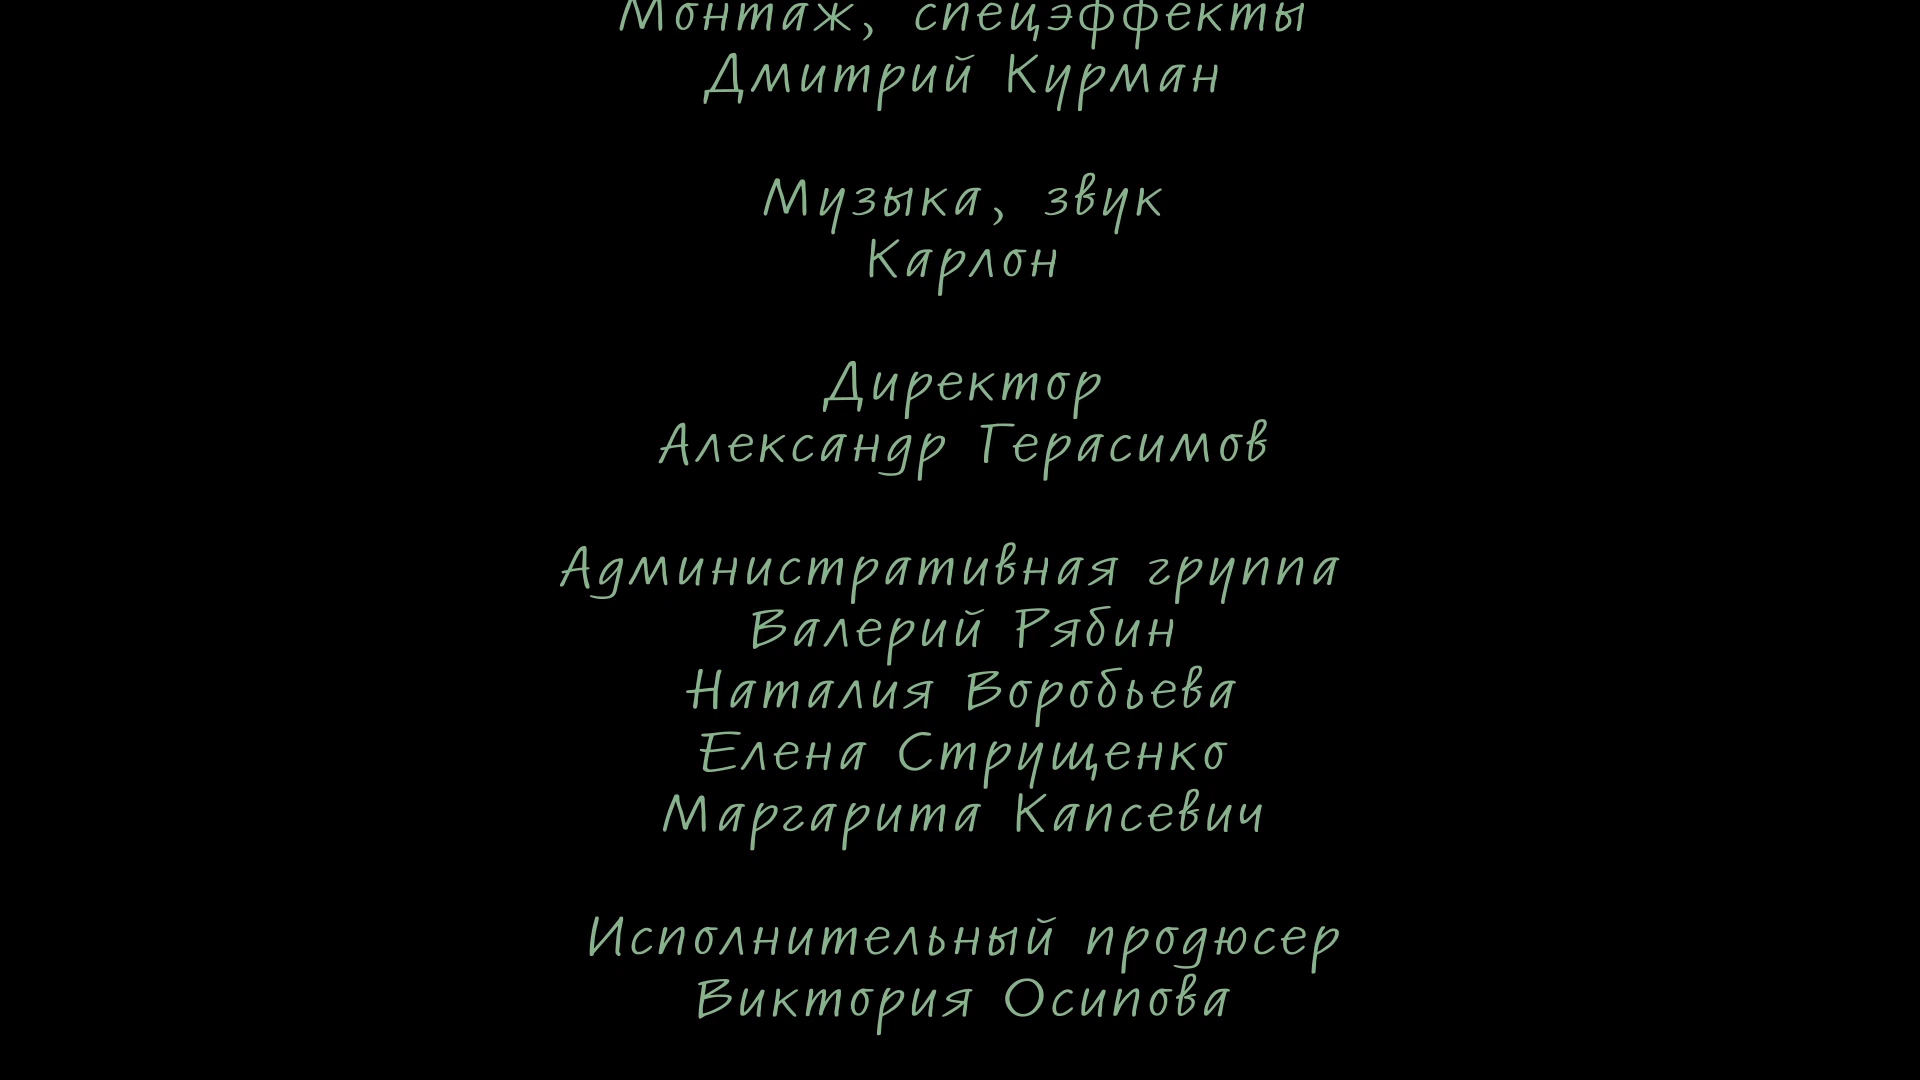 Монтаж, спецэффекты
Дмитрий Курман
Музыка, звук
Карлон
Директор
Александр Герасимов
Административная группа
Валерий Рябин
Наталия Воробьева
Елена Струщенко
Маргарита Капсевич
Исполнительный продюсер
Виктория Осипова